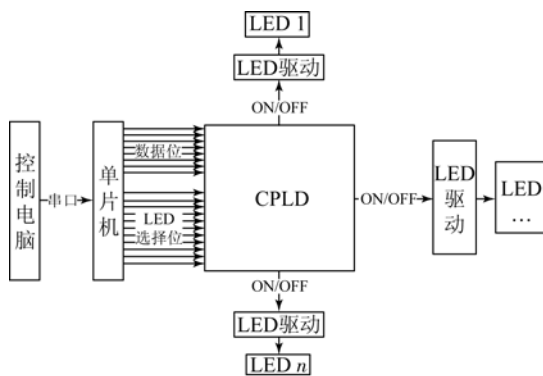 LED 1
LED驱动
ON/OFF
控制电脑
串口
单片机
数据位
LED
选择位
CPLD
ON/OFF
LED
驱动
LED
…
ON/OFF
LED驱动
LED n